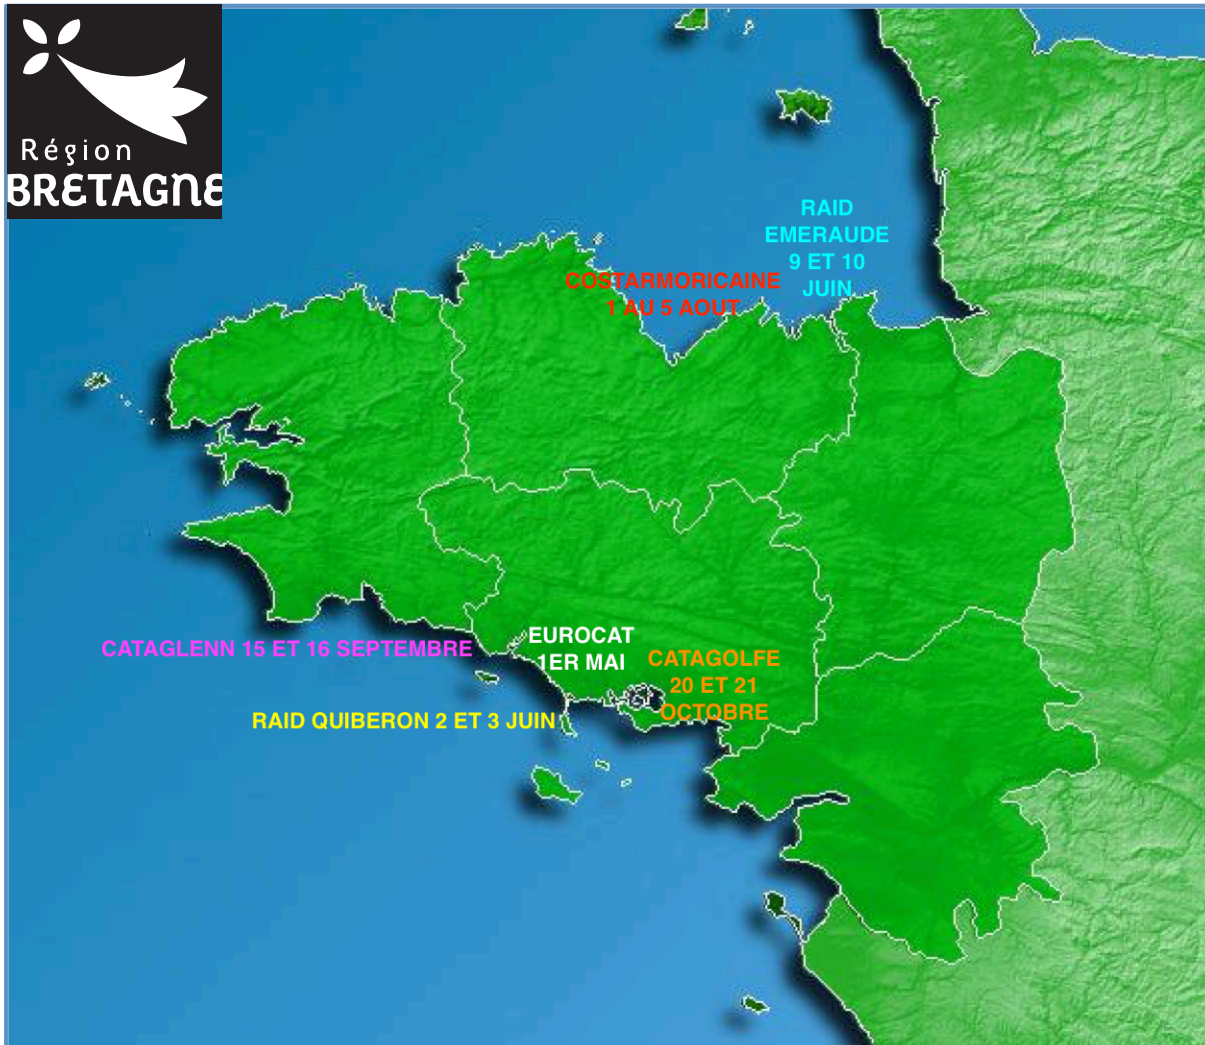 Région
BRETAGNE
RAID
EMERAUDE
9 ET 10
JUIN
COSTARMORICAINE
1 AU 5 AOUT
EUROCAT
1ER MAI
CATAGLENN 15 ET 16 SEPTEMBRE
CATAGOLFE
20 ET 21
OCTOBRE
RAID QUIBERON 2 ET 3 JUIN